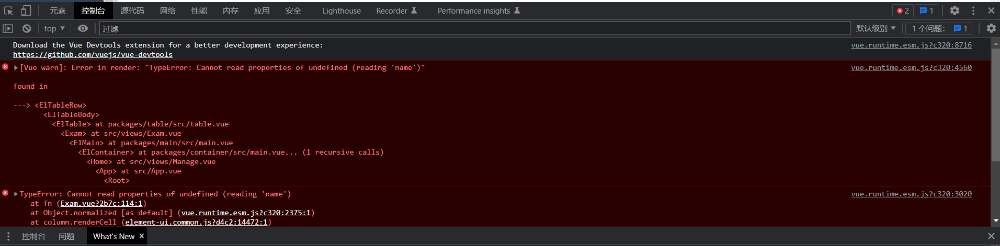 元素 控制台 源代码 网络 性能 内存 应用 安全 Lighthouse Recorder Performance insights 2 1
top 过滤 默认级别 1 个问题: 1
Download the Vue Devtools extension for a better development experience: vue.runtime.esm.js?c320:8716
https://github.com/vuejs/vue-devtools
[Vue warn]: Error in render: "TypeError: Cannot read properties of undefined (reading 'name')" vue.runtime.esm.js?c320:4560
found in
---> <ElTableRow>
<ElTableBody>
<ElTable> at packages/table/src/table.vue
<Exam> at src/views/Exam.vue
<ElMain> at packages/main/src/main.vue
<ElContainer> at packages/container/src/main.vue... (1 recursive calls)
<Home> at src/views/Manage.vue
<App> at src/App.vue
<Root>
TypeError: Cannot read properties of undefined (reading 'name') vue.runtime.esm.js?c320:3020
at fn (Exam.vue?2b7c:114:1)
at Object.normalized [as default] (vue.runtime.esm.js?c320:2375:1)
at column.renderCell (element-ui.common.js?d4c2:14472:1)
控制台 问题 What's New ×